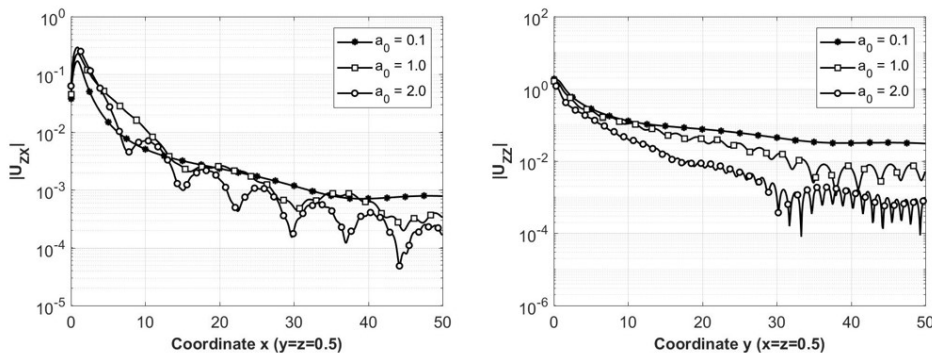 10^0
10^-1
10^-2
10^-3
10^-4
10^-5
|U_ZX|
0 10 20 30 40 50
Coordinate x (y=z=0.5)
a_0 = 0.1
a_0 = 1.0
a_0 = 2.0
10^2
10^0
10^-2
10^-4
10^-6
|U_ZZ|
0 10 20 30 40 50
Coordinate y (x=z=0.5)
a_0 = 0.1
a_0 = 1.0
a_0 = 2.0